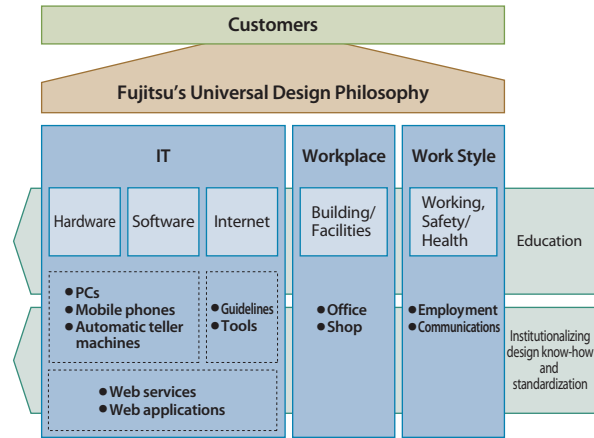 Customers
Fujitsu's Universal Design Philosophy
IT
Hardware
Software
Internet
● PCs
● Mobile phones
● Automatic teller
machines
● Guidelines
● Tools
● Web services
● Web applications
Workplace
Building/
Facilities
● Office
● Shop
Work Style
Working,
Safety/
Health
● Employment
● Communications
Education
Institutionalizing
design know-how
and
standardization